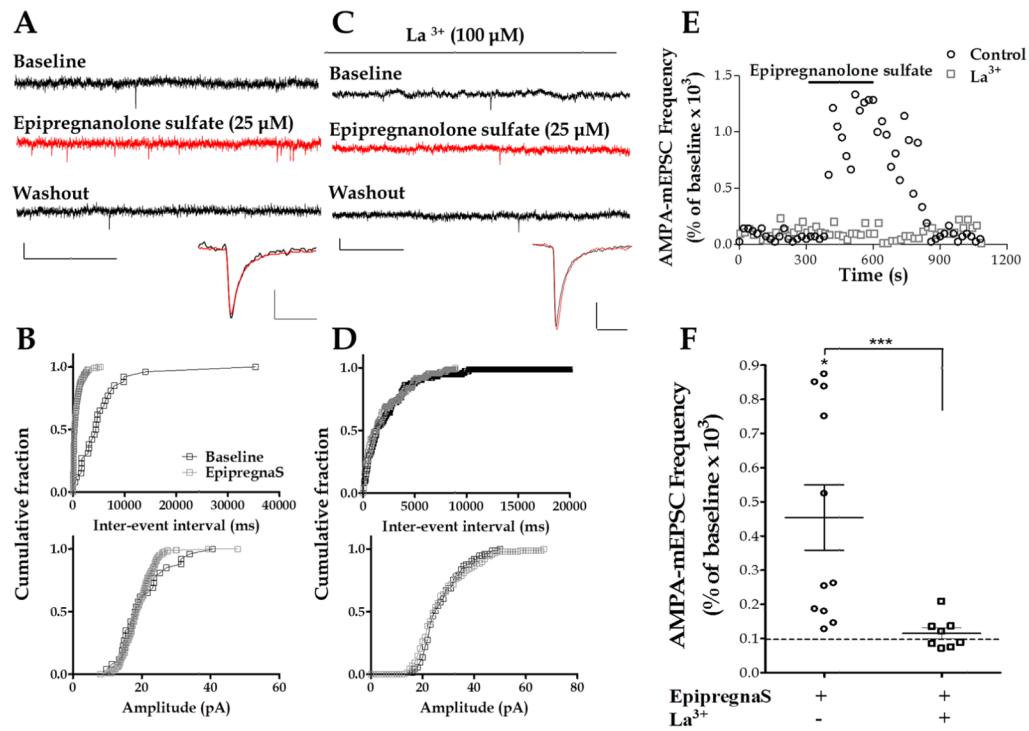 A
Baseline
Epipregnanolone sulfate (25 µM)
Washout
C
La 3+ (100 µM)
Baseline
Epipregnanolone sulfate (25 µM)
Washout
E
Control
La3+
Epipregnanolone sulfate
AMPA-mEPSC Frequency
(% of baseline x 10³)
1.5
1.0
0.5
0.0
0 300 600 900 1200
Time (s)
B
Cumulative fraction
1.0
0.5
0.0
Baseline
EpipregnaS
0 10000 20000 30000 40000
Inter-event interval (ms)
1.0
0.5
0.0
0 20 40 60
Amplitude (pA)
D
Cumulative fraction
1.0
0.5
0.0
0 5000 10000 15000 20000
Inter-event interval (ms)
1.0
0.5
0.0
0 20 40 60 80
Amplitude (pA)
F
AMPA-mEPSC Frequency
(% of baseline x 10³)
***
*
0.9
0.8
0.7
0.6
0.5
0.4
0.3
0.2
0.1
0.0
EpipregnaS + +
La3+ - +